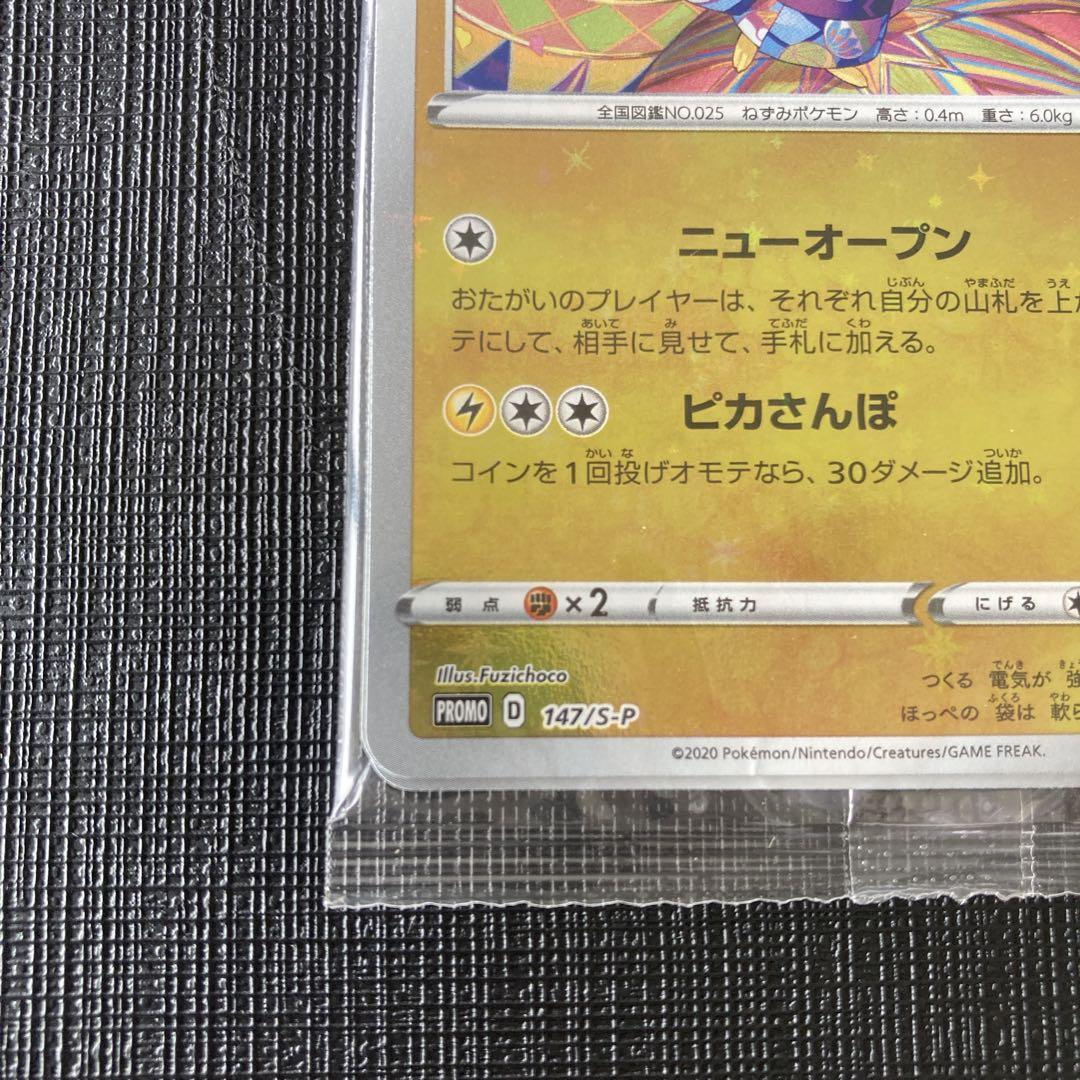 全国図鑑NO.025 ねずみポケモン 高さ:0.4m 重さ:6.0kg
ニューオープン
おたがいのプレイヤーは、それぞれ自分の山札を上
テにして、相手に見せて、手札に加える。
ピカさんぽ
コインを1回投げオモテなら、30ダメージ追加。
弱点 ×2 抵抗力 にげる
Illus.Fuzichoco
つくる 電気が 強
PROMO D 147/S-P
ほっぺの 袋は 軟ら
©2020 Pokémon/Nintendo/Creatures/GAME FREAK.